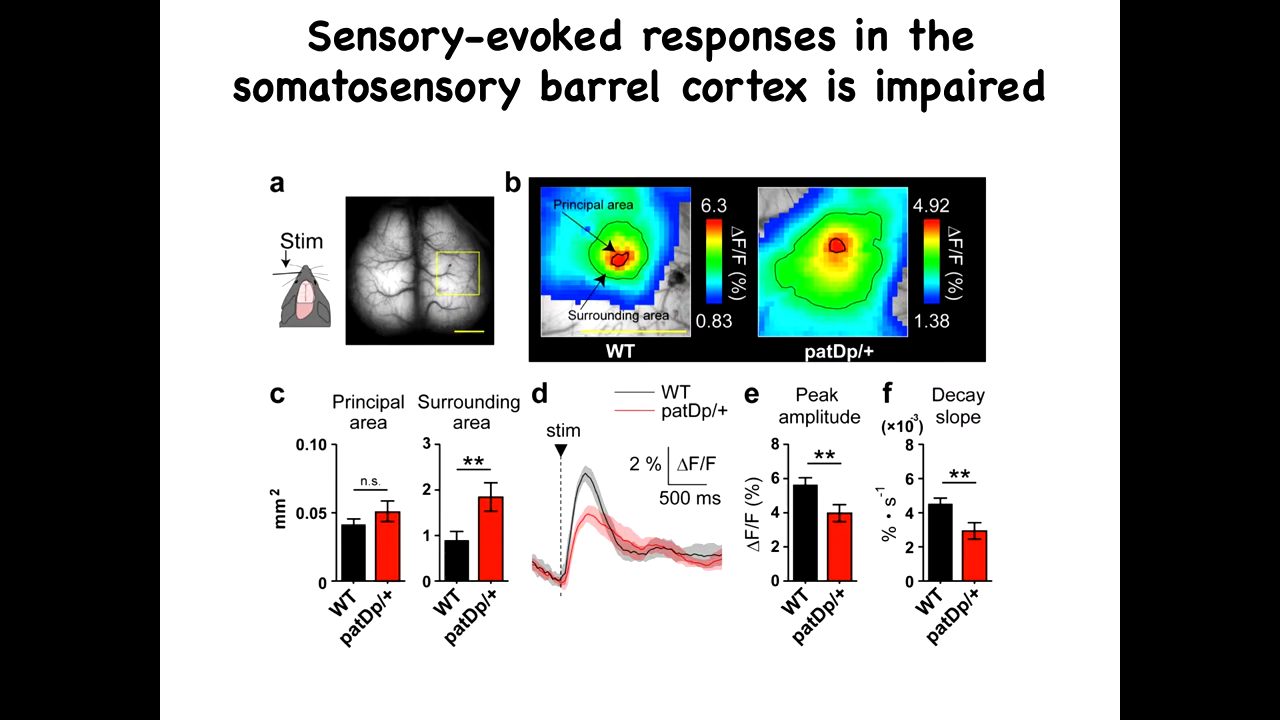 Sensory-evoked responses in the
somatosensory barrel cortex is impaired
a
Stim
b
Principal area
Surrounding area
WT
6.3
ΔF/F (%)
0.83
patDp/+
4.92
ΔF/F (%)
1.38
c
Principal
area
mm²
0.10
0.05
0
n.s.
WT
patDp/+
Surrounding
area
3
2
1
0
**
WT
patDp/+
d
WT
patDp/+
stim
2 %
ΔF/F
500 ms
e
Peak
amplitude
ΔF/F (%)
8
6
4
2
0
**
WT
patDp/+
f
Decay
slope
(×10⁻³)
% • s⁻¹
8
6
4
2
0
**
WT
patDp/+